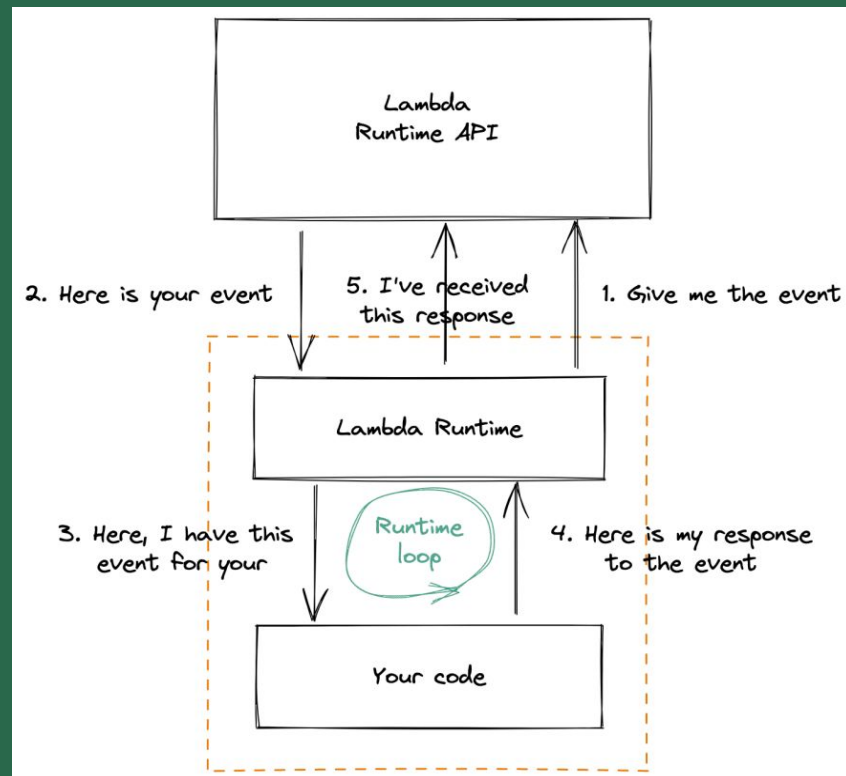 Lambda
Runtime API
2. Here is your event
5. I've received
this response
1. Give me the event
Lambda Runtime
3. Here, I have this
event for your
Runtime
loop
4. Here is my response
to the event
Your code